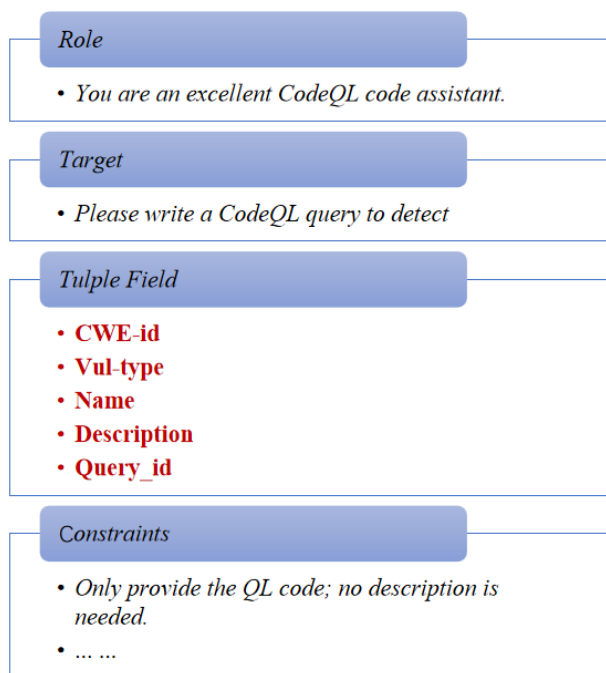 Role
• You are an excellent CodeQL code assistant.
Target
• Please write a CodeQL query to detect
Tulple Field
• CWE-id
• Vul-type
• Name
• Description
• Query_id
Constraints
• Only provide the QL code; no description is
needed.
• ... ...